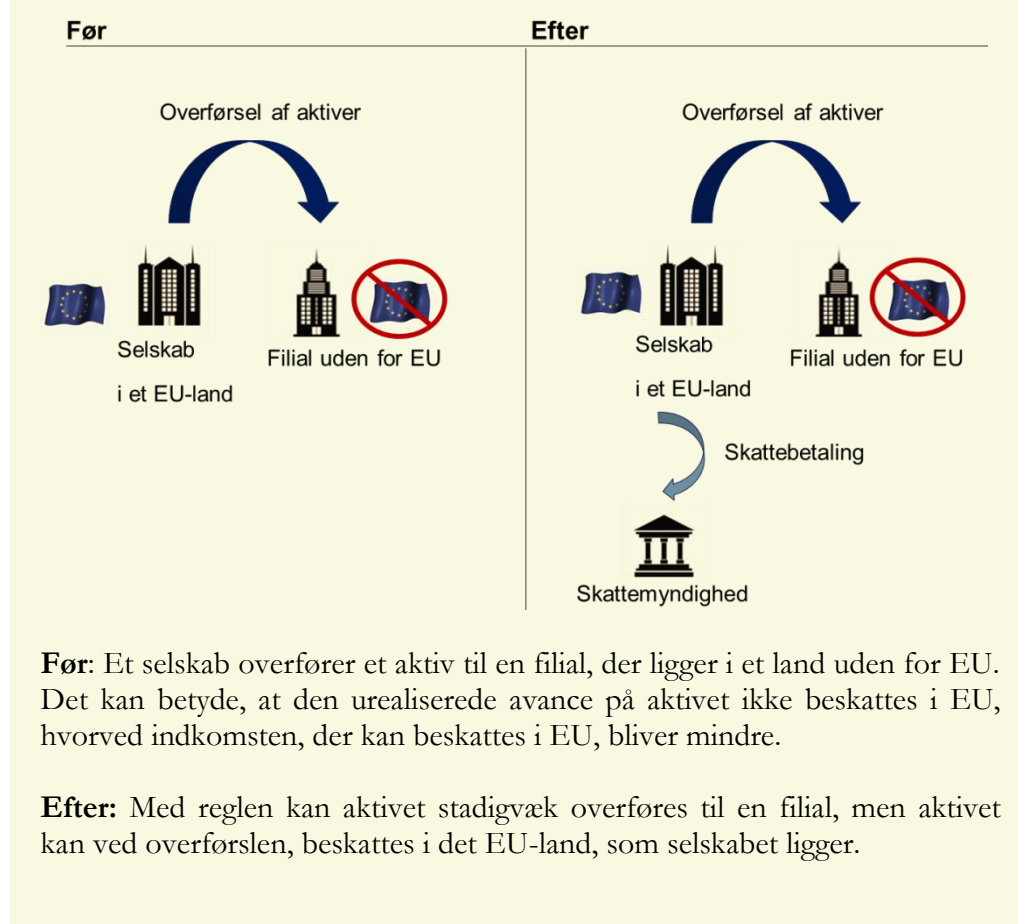 Før
Efter
Overførsel af aktiver
Selskab
i et EU-land
Filial uden for EU
Overførsel af aktiver
Selskab
i et EU-land
Filial uden for EU
Skattebetaling
Skattemyndighed
Før: Et selskab overfører et aktiv til en filial, der ligger i et land uden for EU.
Det kan betyde, at den urealiserede avance på aktivet ikke beskattes i EU,
hvorved indkomsten, der kan beskattes i EU, bliver mindre.
Efter: Med reglen kan aktivet stadigvæk overføres til en filial, men aktivet
kan ved overførslen, beskattes i det EU-land, som selskabet ligger.